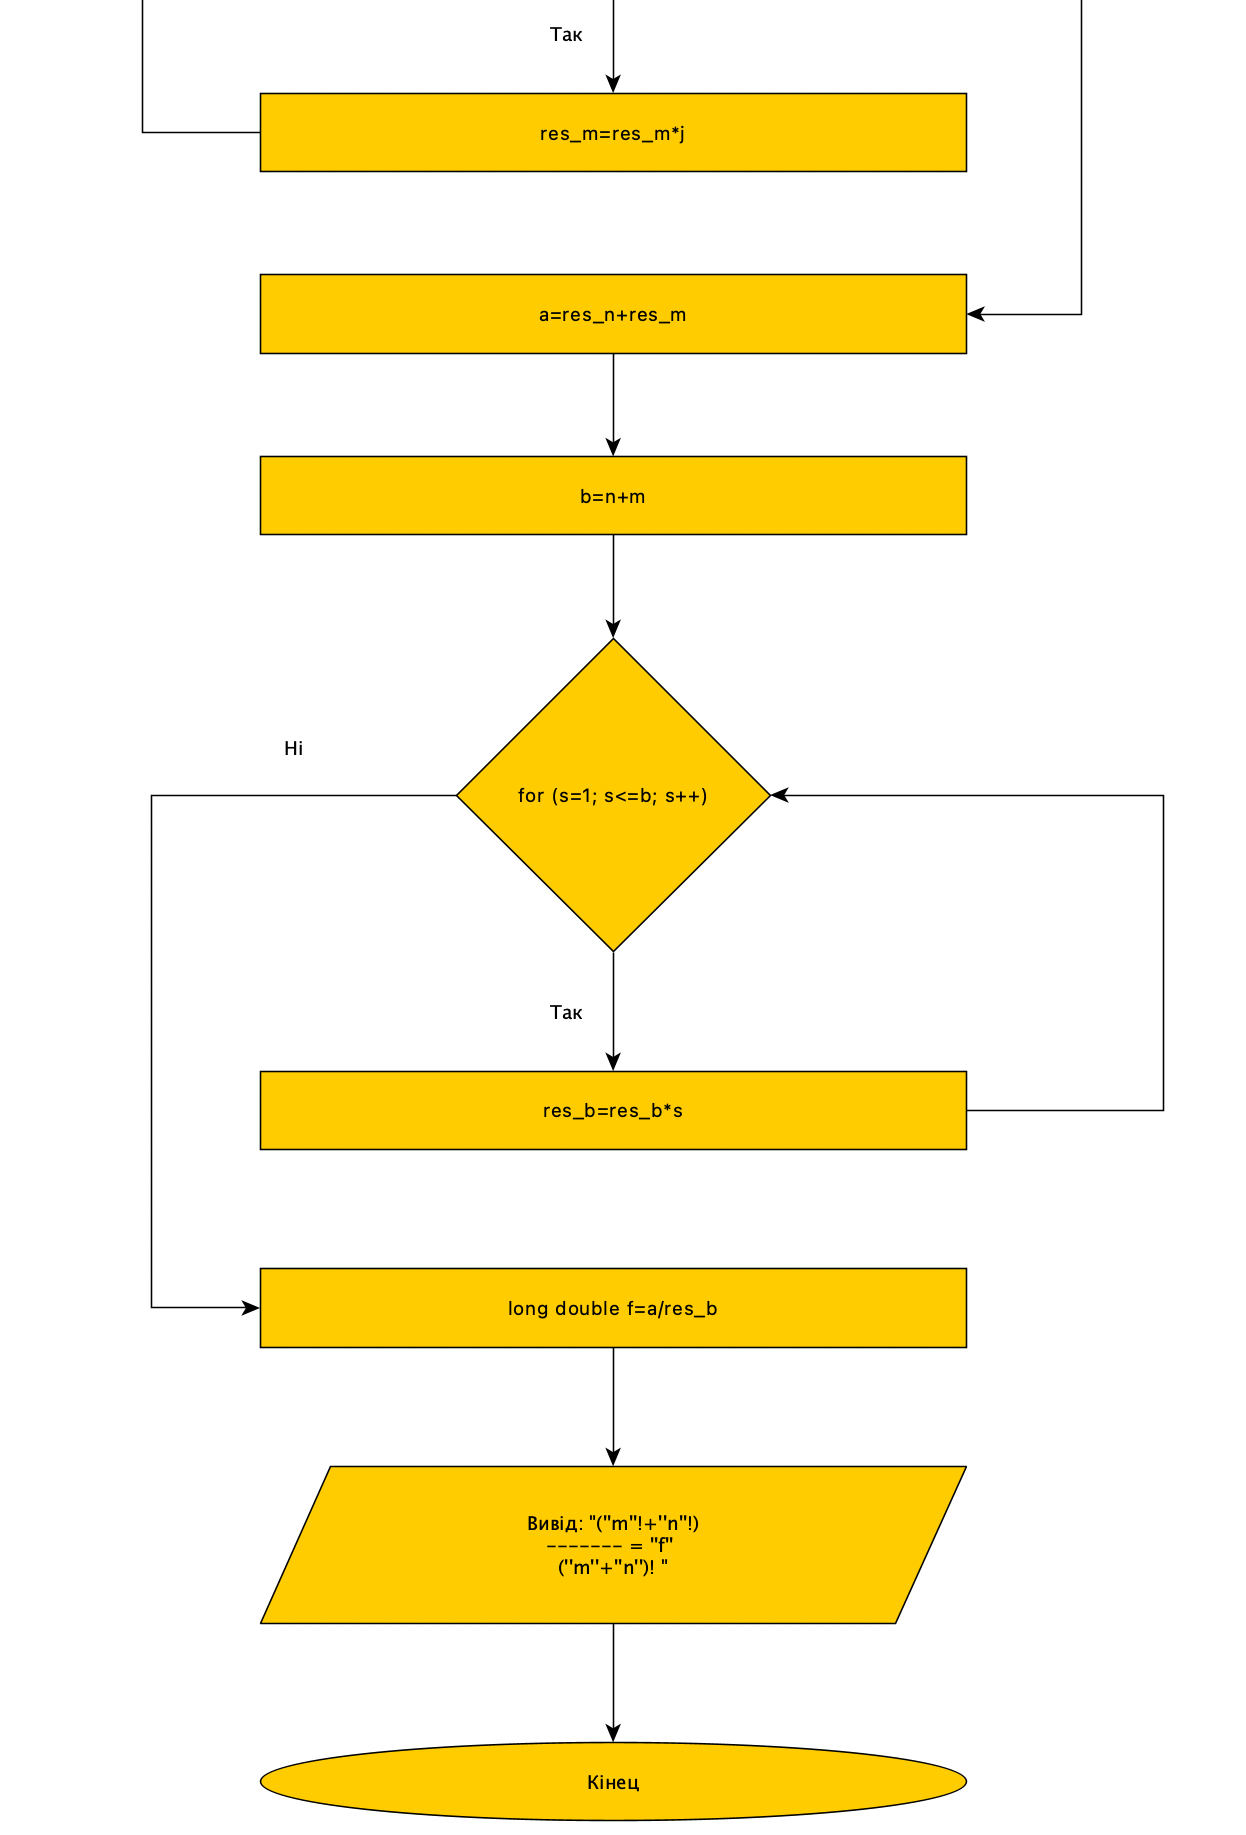 Так
res_m=res_m*j
a=res_n+res_m
b=n+m
Ні
for (s=1; s<=b; s++)
Так
res_b=res_b*s
long double f=a/res_b
Вивід: "("m"!+''n"!)
------- = "f"
(''m''+"n")! "
Кінец